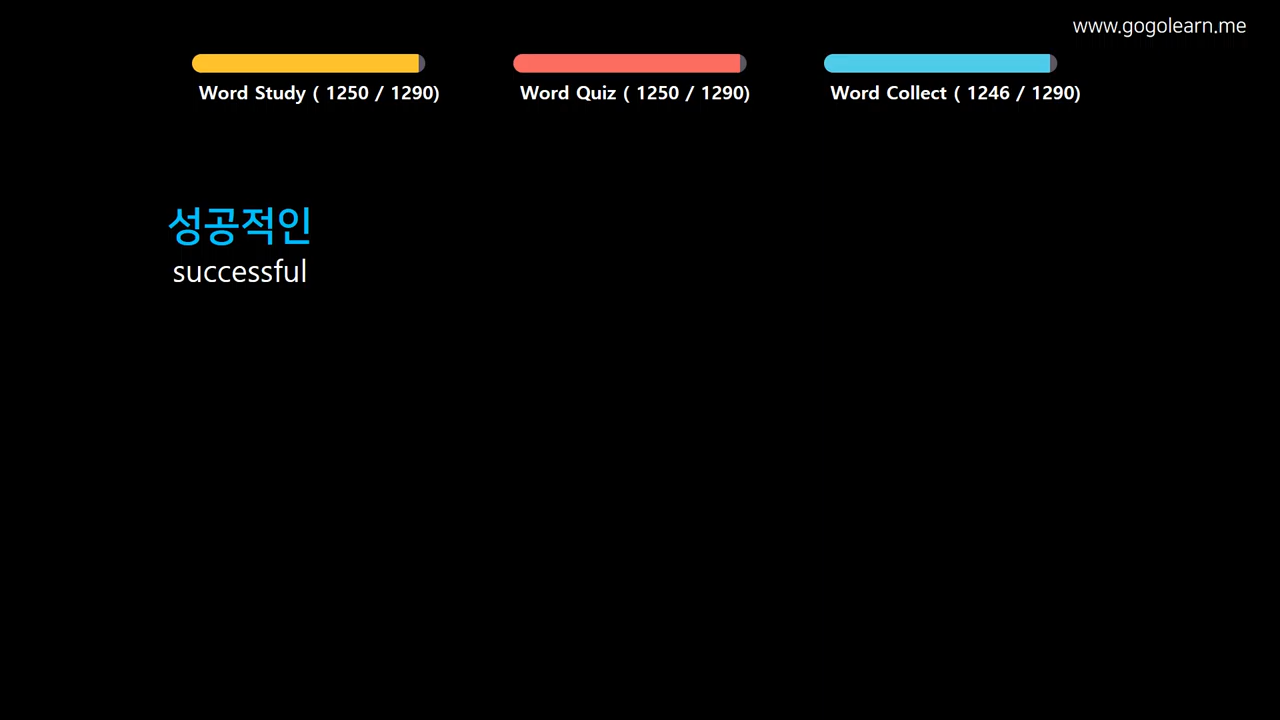 www.gogolearn.me
Word Study ( 1250 / 1290)
Word Quiz ( 1250 / 1290)
Word Collect ( 1246 / 1290)
성공적인
successful